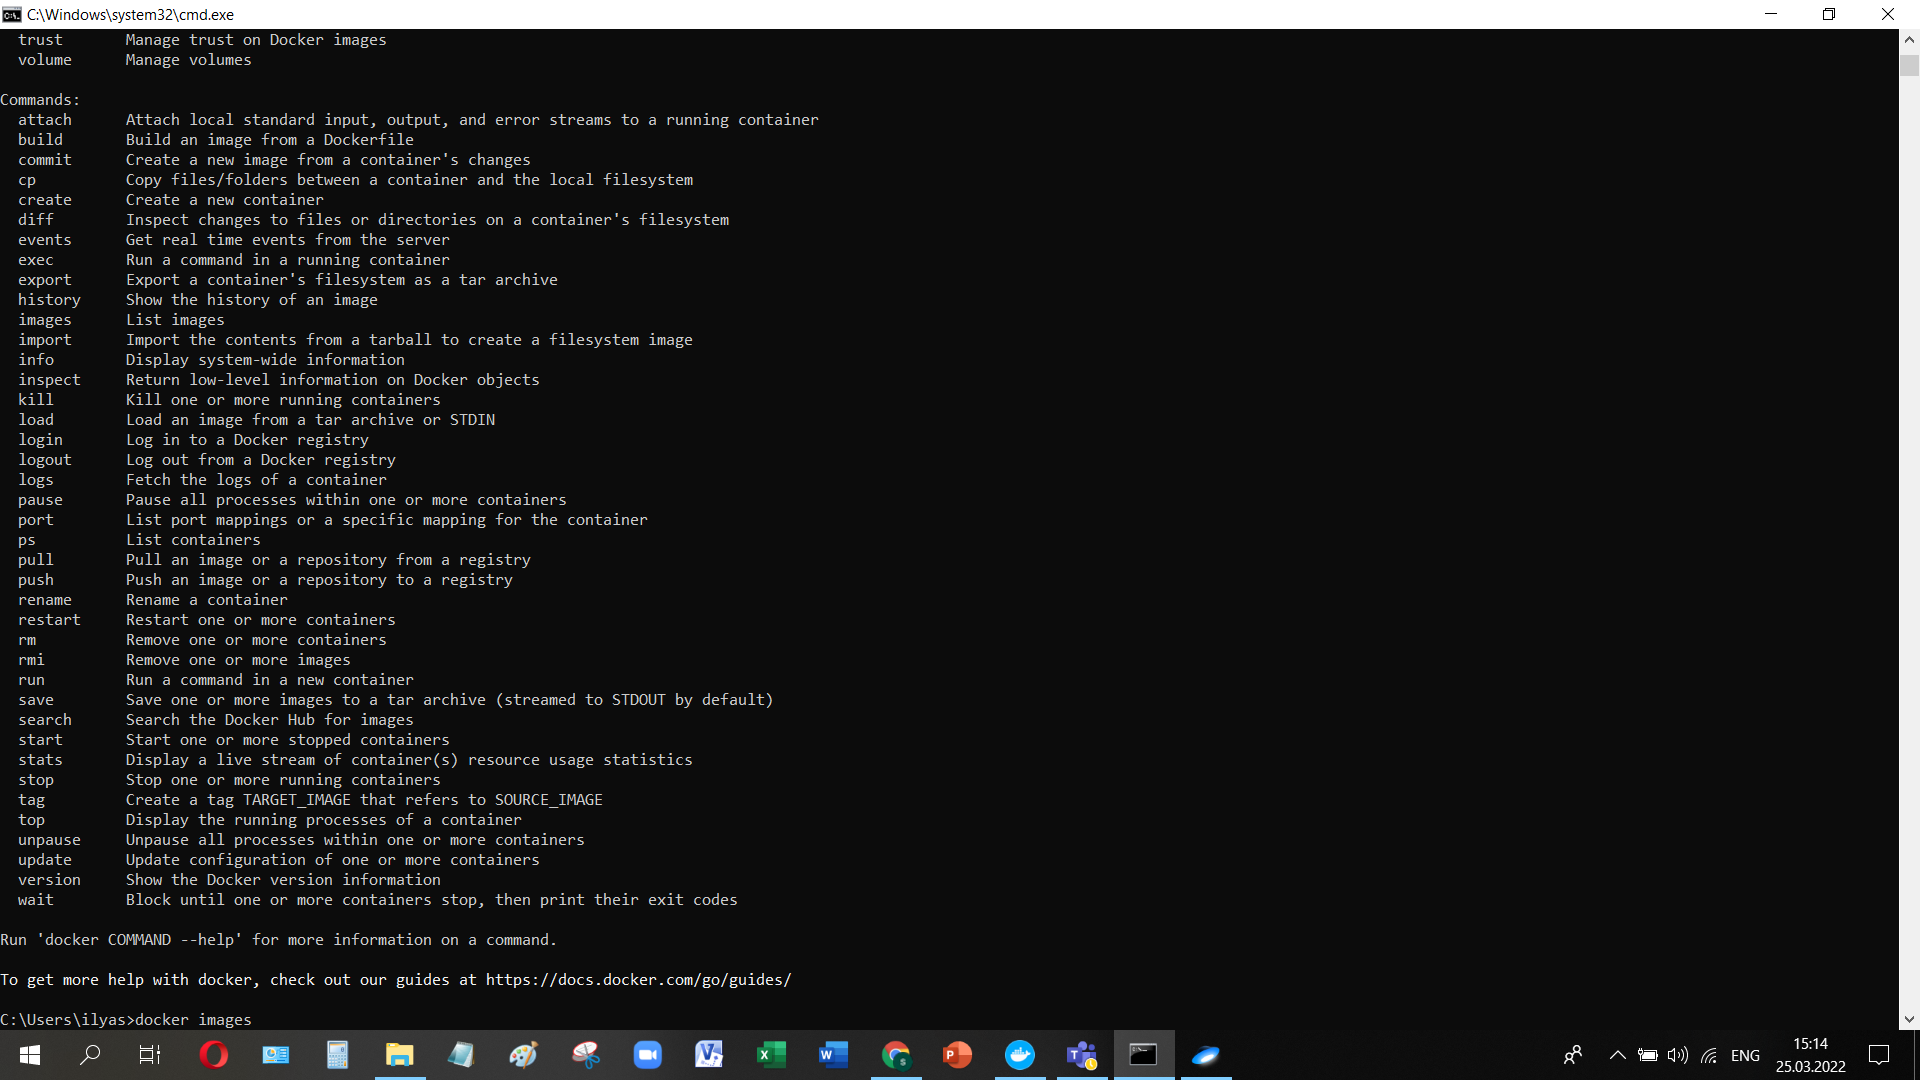 C:\Windows\system32\cmd.exe
trust Manage trust on Docker images
volume Manage volumes
Commands:
attach Attach local standard input, output, and error streams to a running container
build Build an image from a Dockerfile
commit Create a new image from a container's changes
cp Copy files/folders between a container and the local filesystem
create Create a new container
diff Inspect changes to files or directories on a container's filesystem
events Get real time events from the server
exec Run a command in a running container
export Export a container's filesystem as a tar archive
history Show the history of an image
images List images
import Import the contents from a tarball to create a filesystem image
info Display system-wide information
inspect Return low-level information on Docker objects
kill Kill one or more running containers
load Load an image from a tar archive or STDIN
login Log in to a Docker registry
logout Log out from a Docker registry
logs Fetch the logs of a container
pause Pause all processes within one or more containers
port List port mappings or a specific mapping for the container
ps List containers
pull Pull an image or a repository from a registry
push Push an image or a repository to a registry
rename Rename a container
restart Restart one or more containers
rm Remove one or more containers
rmi Remove one or more images
run Run a command in a new container
save Save one or more images to a tar archive (streamed to STDOUT by default)
search Search the Docker Hub for images
start Start one or more stopped containers
stats Display a live stream of container(s) resource usage statistics
stop Stop one or more running containers
tag Create a tag TARGET_IMAGE that refers to SOURCE_IMAGE
top Display the running processes of a container
unpause Unpause all processes within one or more containers
update Update configuration of one or more containers
version Show the Docker version information
wait Block until one or more containers stop, then print their exit codes
Run 'docker COMMAND --help' for more information on a command.
To get more help with docker, check out our guides at https://docs.docker.com/go/guides/
C:\Users\ilyas>docker images
ENG
15:14
25.03.2022